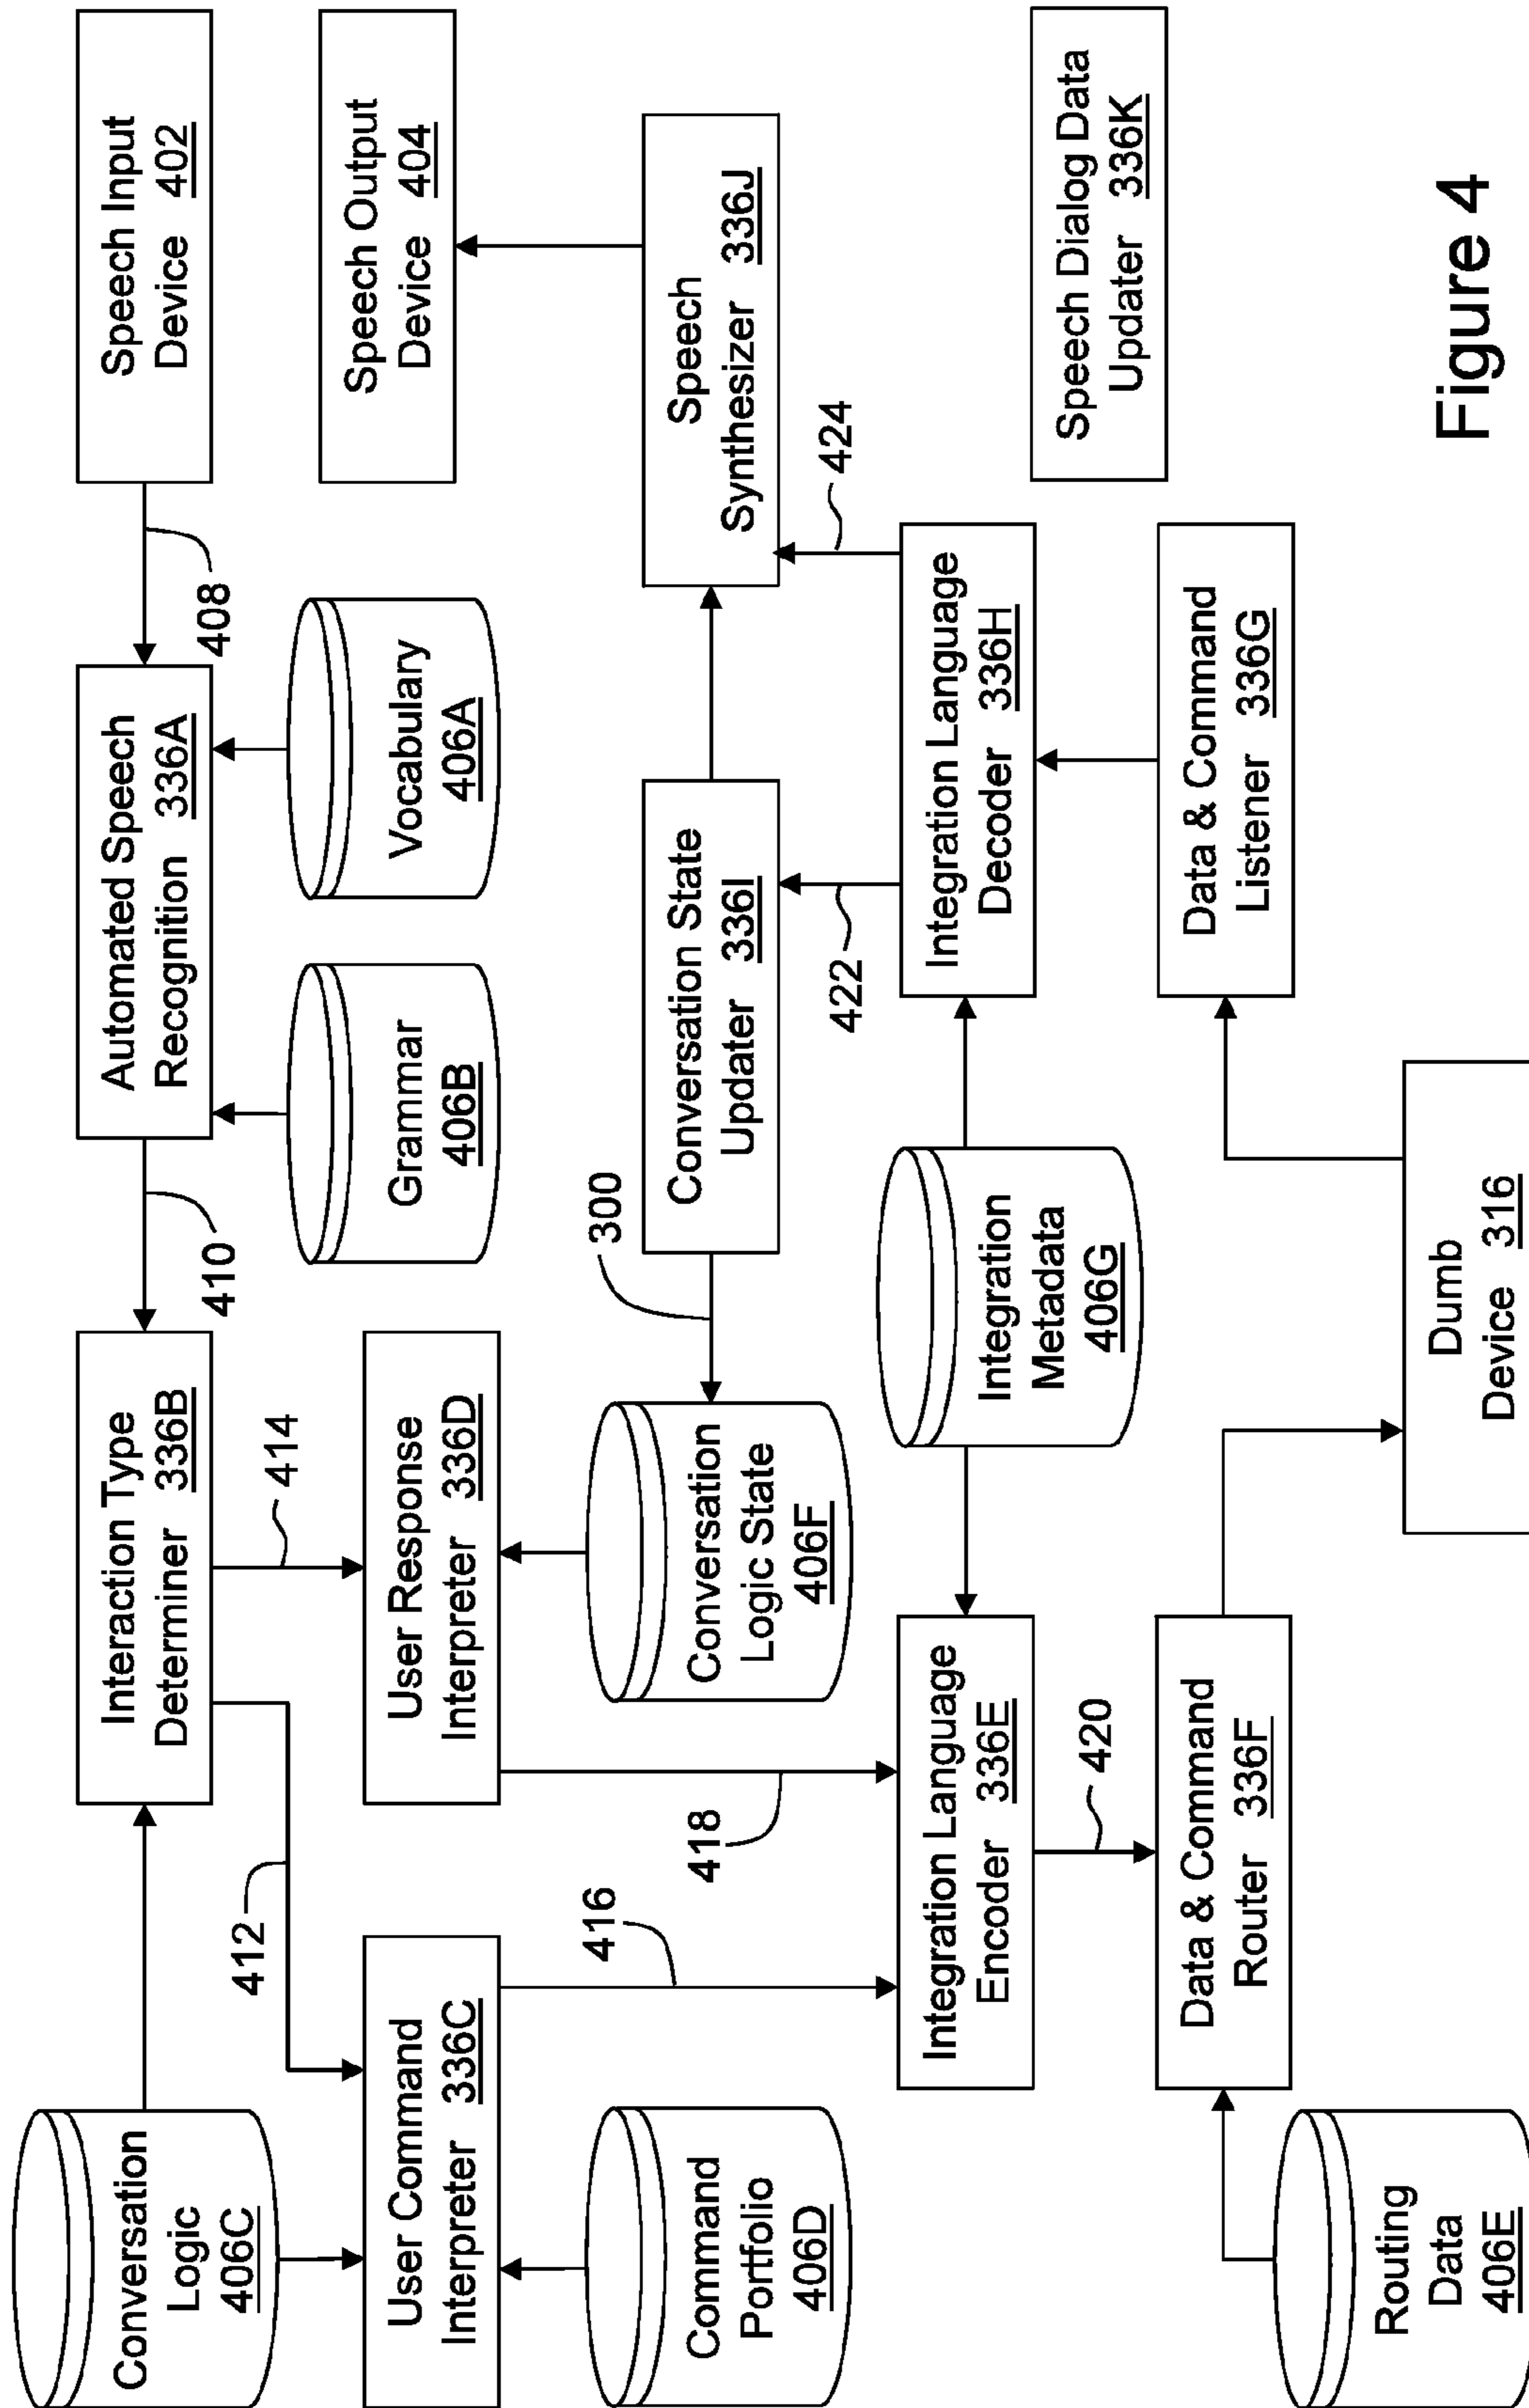 Conversation
Logic
406C
Interaction Type
Determiner 336B
410
Automated Speech
Recognition 336A
408
Speech Input
Device 402
412
414
User Command
Interpreter 336C
User Response
Interpreter 336D
Grammar
406B
Vocabulary
406A
Speech Output
Device 404
Command
Portfolio
406D
416
418
Conversation
Logic State
406F
300
Conversation State
Updater 336I
Speech
Synthesizer 336J
422
424
Integration Language
Encoder 336E
Integration
Metadata
406G
Integration Language
Decoder 336H
420
Speech Dialog Data
Updater 336K
Data & Command
Router 336F
Data & Command
Listener 336G
Routing
Data
406E
Dumb
Device 316
Figure 4